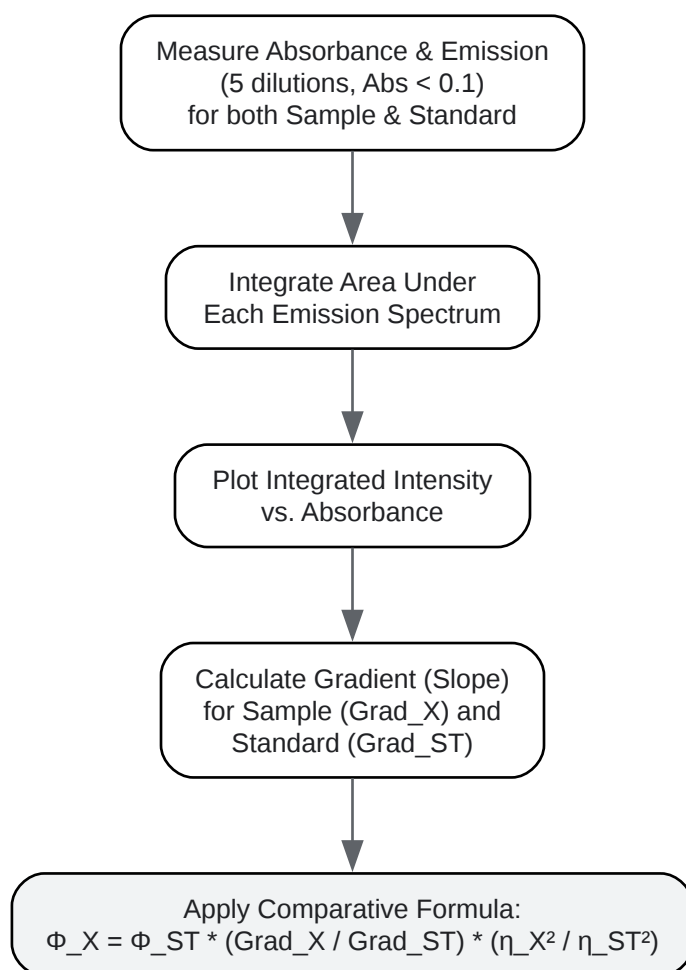 Measure Absorbance & Emission
(5 dilutions, Abs < 0.1)
for both Sample & Standard
Integrate Area Under
Each Emission Spectrum
Plot Integrated Intensity
vs. Absorbance
Calculate Gradient (Slope)
for Sample (Grad_X) and
Standard (Grad_ST)
Apply Comparative Formula:
Φ_X = Φ_ST * (Grad_X / Grad_ST) * (η_X² / η_ST²)